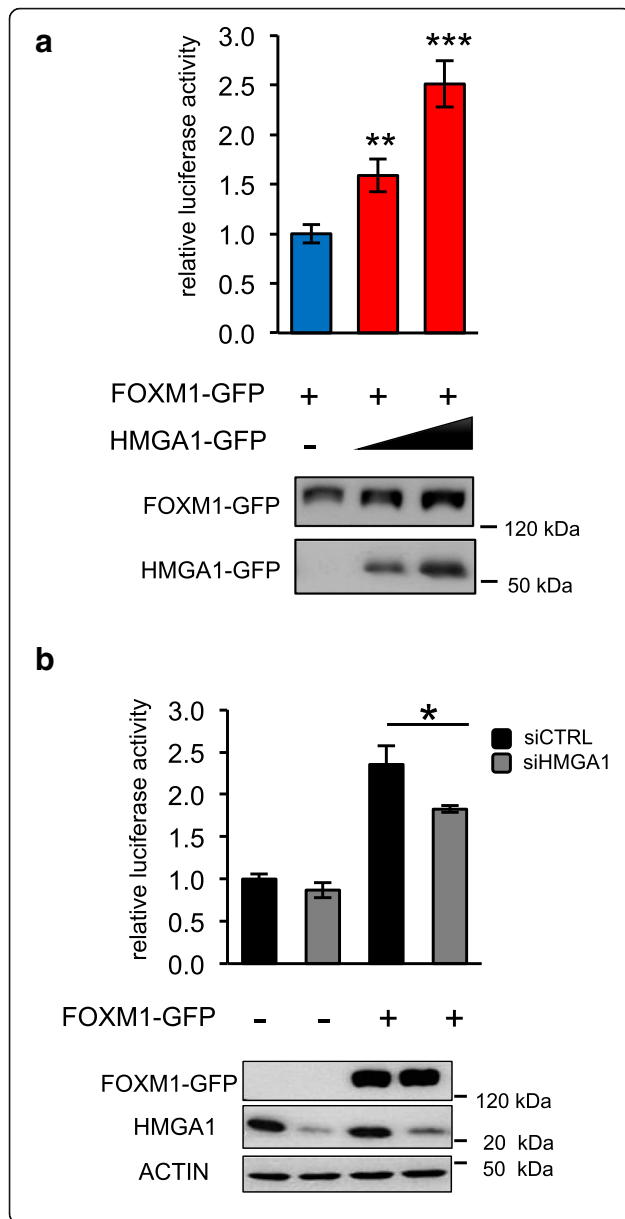 a
relative luciferase activity
3.0
2.5
2.0
1.5
1.0
0.5
0.0
**
***
FOXM1-GFP + + +
HMGA1-GFP -
FOXM1-GFP
120 kDa
HMGA1-GFP
50 kDa
b
relative luciferase activity
3.0
2.5
2.0
1.5
1.0
0.5
0.0
*
siCTRL
siHMGA1
FOXM1-GFP - - + +
FOXM1-GFP
120 kDa
HMGA1
20 kDa
ACTIN
50 kDa